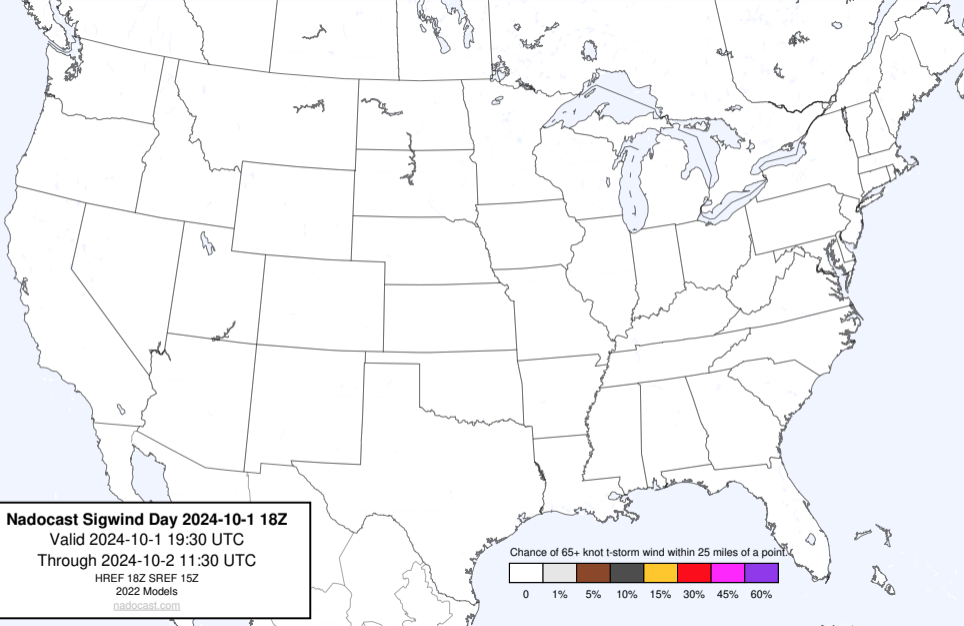 Nadocast Sigwind Day 2024-10-1 18Z
Valid 2024-10-1 19:30 UTC
Through 2024-10-2 11:30 UTC
HREF 18Z SREF 15Z
2022 Models
nadocast.com
Chance of 65+ knot t-storm wind within 25 miles of a point.
0 1% 5% 10% 15% 30% 45% 60%